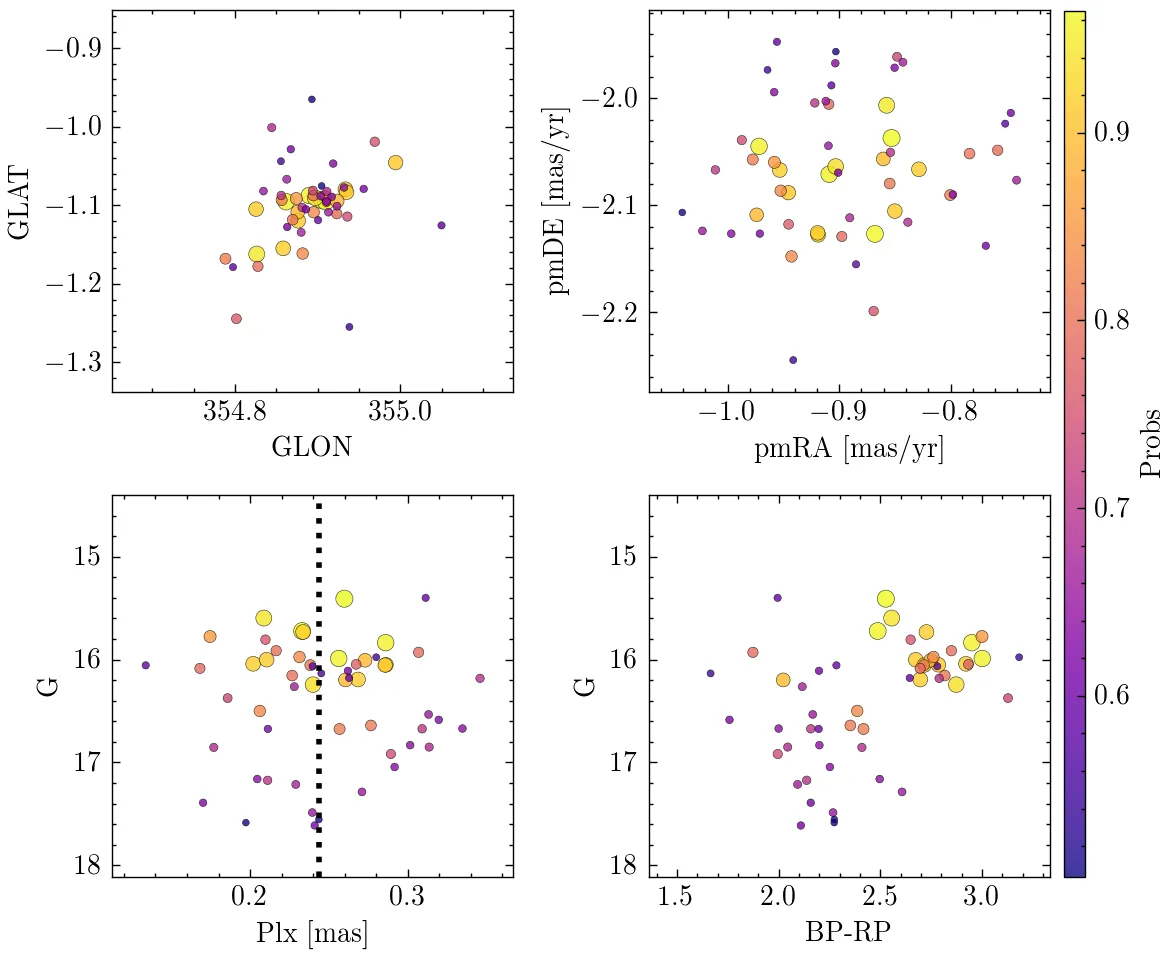 −0.9
−1.0
−1.1
−1.2
−1.3
GLAT
354.8 355.0
GLON
−2.0
−2.1
−2.2
pmDE [mas/yr]
−1.0 −0.9 −0.8
pmRA [mas/yr]
15
16
17
18
G
0.2 0.3
Plx [mas]
15
16
17
18
G
1.5 2.0 2.5 3.0
BP-RP
0.9
0.8
0.7
0.6
Probs